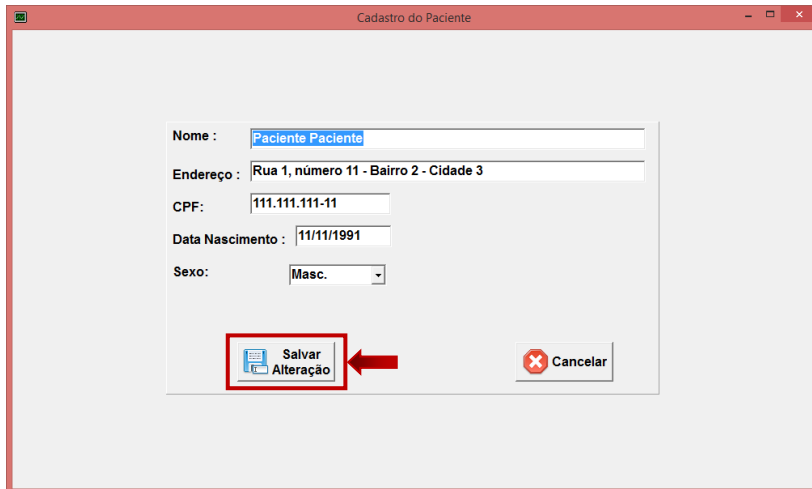 Cadastro do Paciente
Nome : Paciente Paciente
Endereço : Rua 1, número 11 - Bairro 2 - Cidade 3
CPF: 111.111.111-11
Data Nascimento : 11/11/1991
Sexo: Masc.
Salvar
Alteração
Cancelar